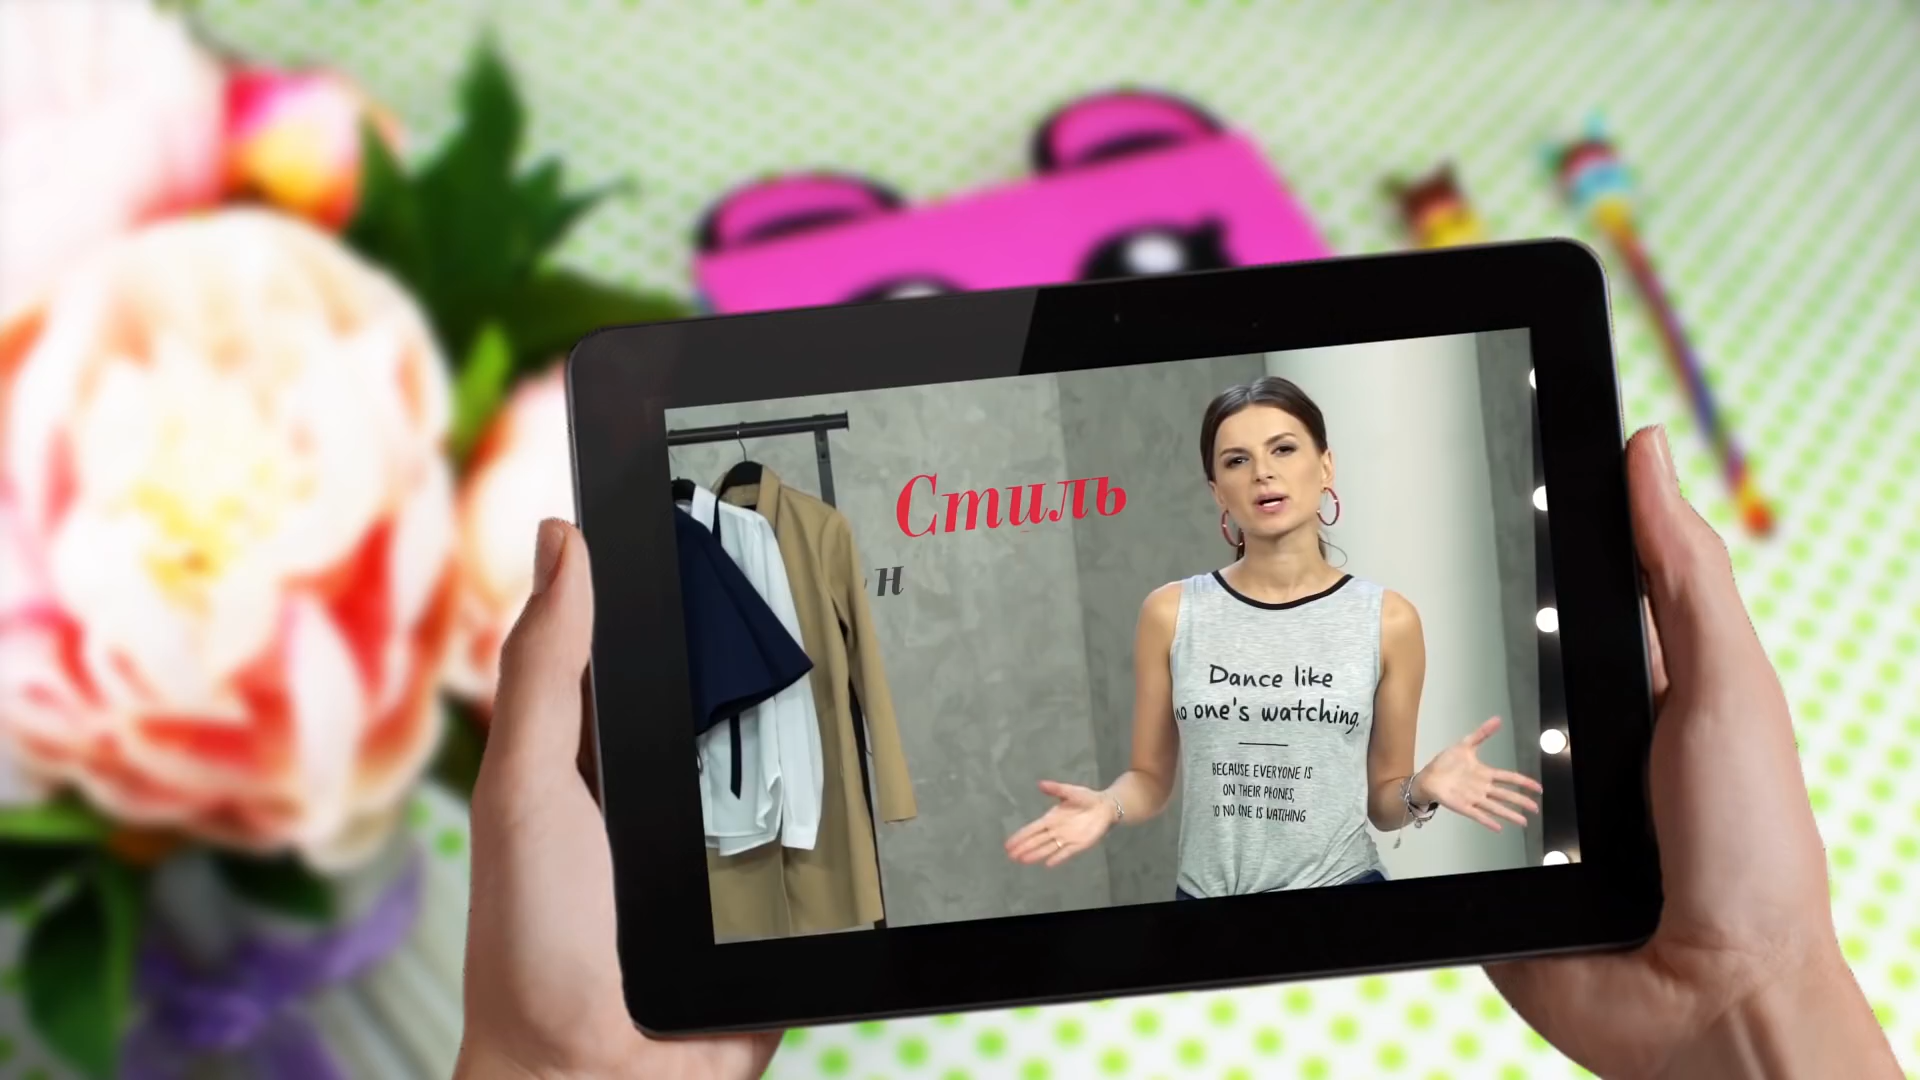 Стиль
н
Dance like
no one's watching,
BECAUSE EVERYONE IS
ON THEIR PHONES,
SO NO ONE IS WATCHING